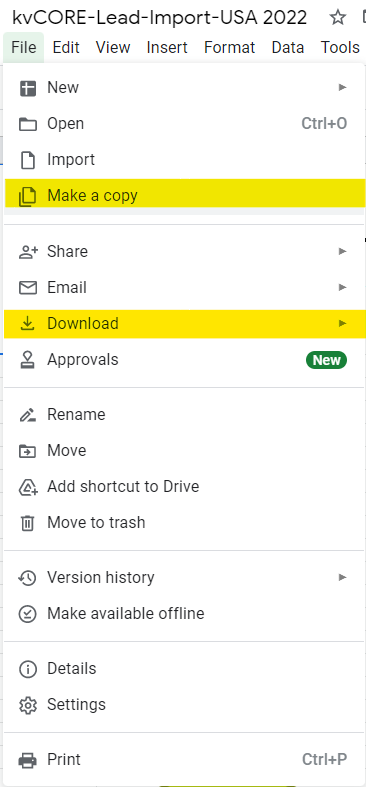 kvCORE-Lead-Import-USA 2022
File Edit View Insert Format Data Tools
New
Open Ctrl+O
Import
Make a copy
Share
Email
Download
Approvals New
Rename
Move
Add shortcut to Drive
Move to trash
Version history
Make available offline
Details
Settings
Print Ctrl+P